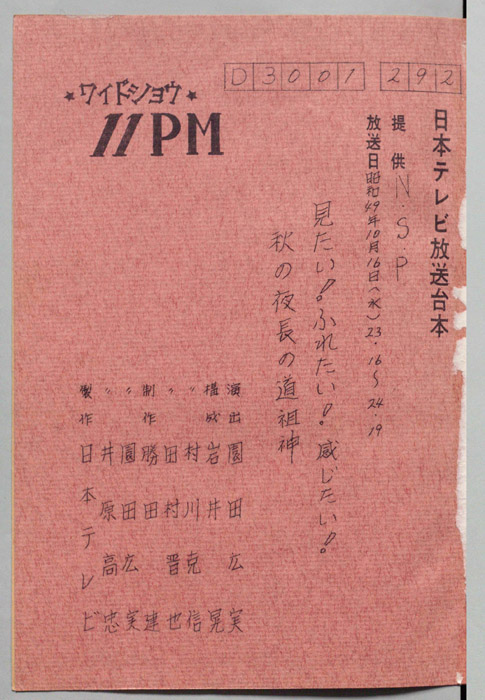 D3001 292
★ワイドショウ★
11PM
日本テレビ放送台本
提供 N.S.P
放送日 昭和49年10月16日(水)23.16～24.19
見たい!ふれたい!感じたい!
秋の夜長の道祖神
演出 園田広実
構成 岩井晃
〃 村川克信
〃 田村晋也
制作 勝田建
〃 園田広実
〃 井原高忠
製作 日本テレビ